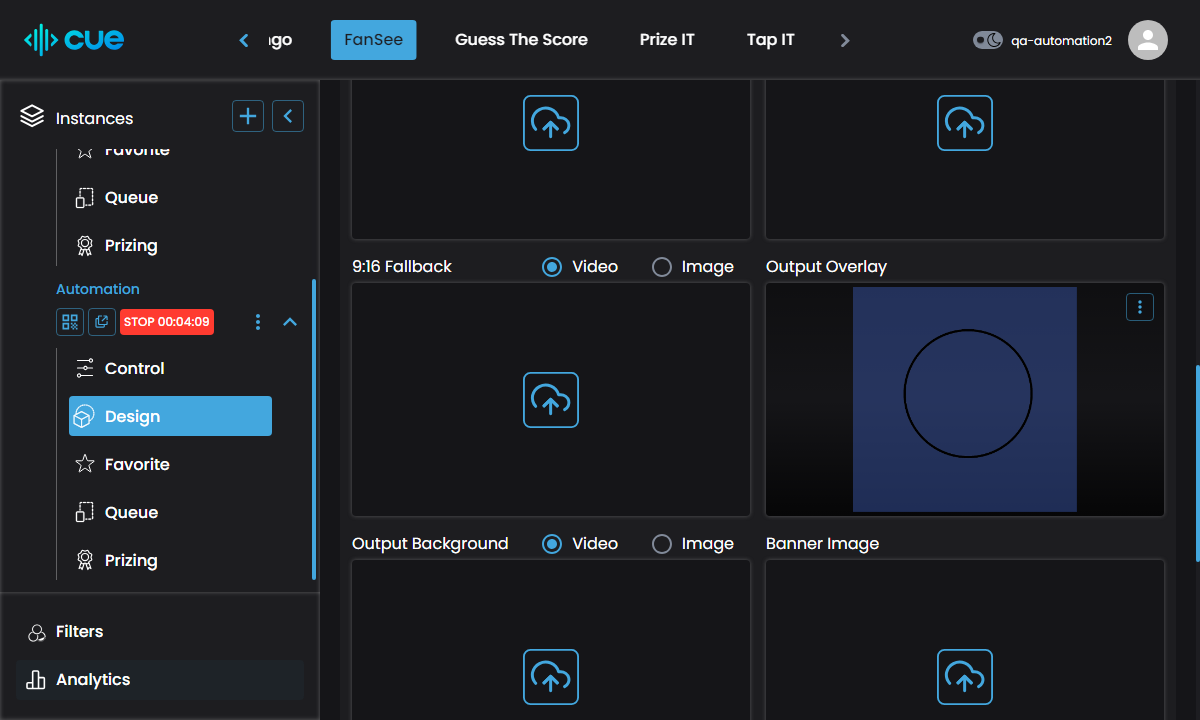 cue
ngo
FanSee
Guess The Score
Prize IT
Tap IT
qa-automation2
Instances
Favorite
Queue
Prizing
Automation
STOP 00:04:09
Control
Design
Favorite
Queue
Prizing
Filters
Analytics
9:16 Fallback
Video
Image
Output Overlay
Output Background
Video
Image
Banner Image